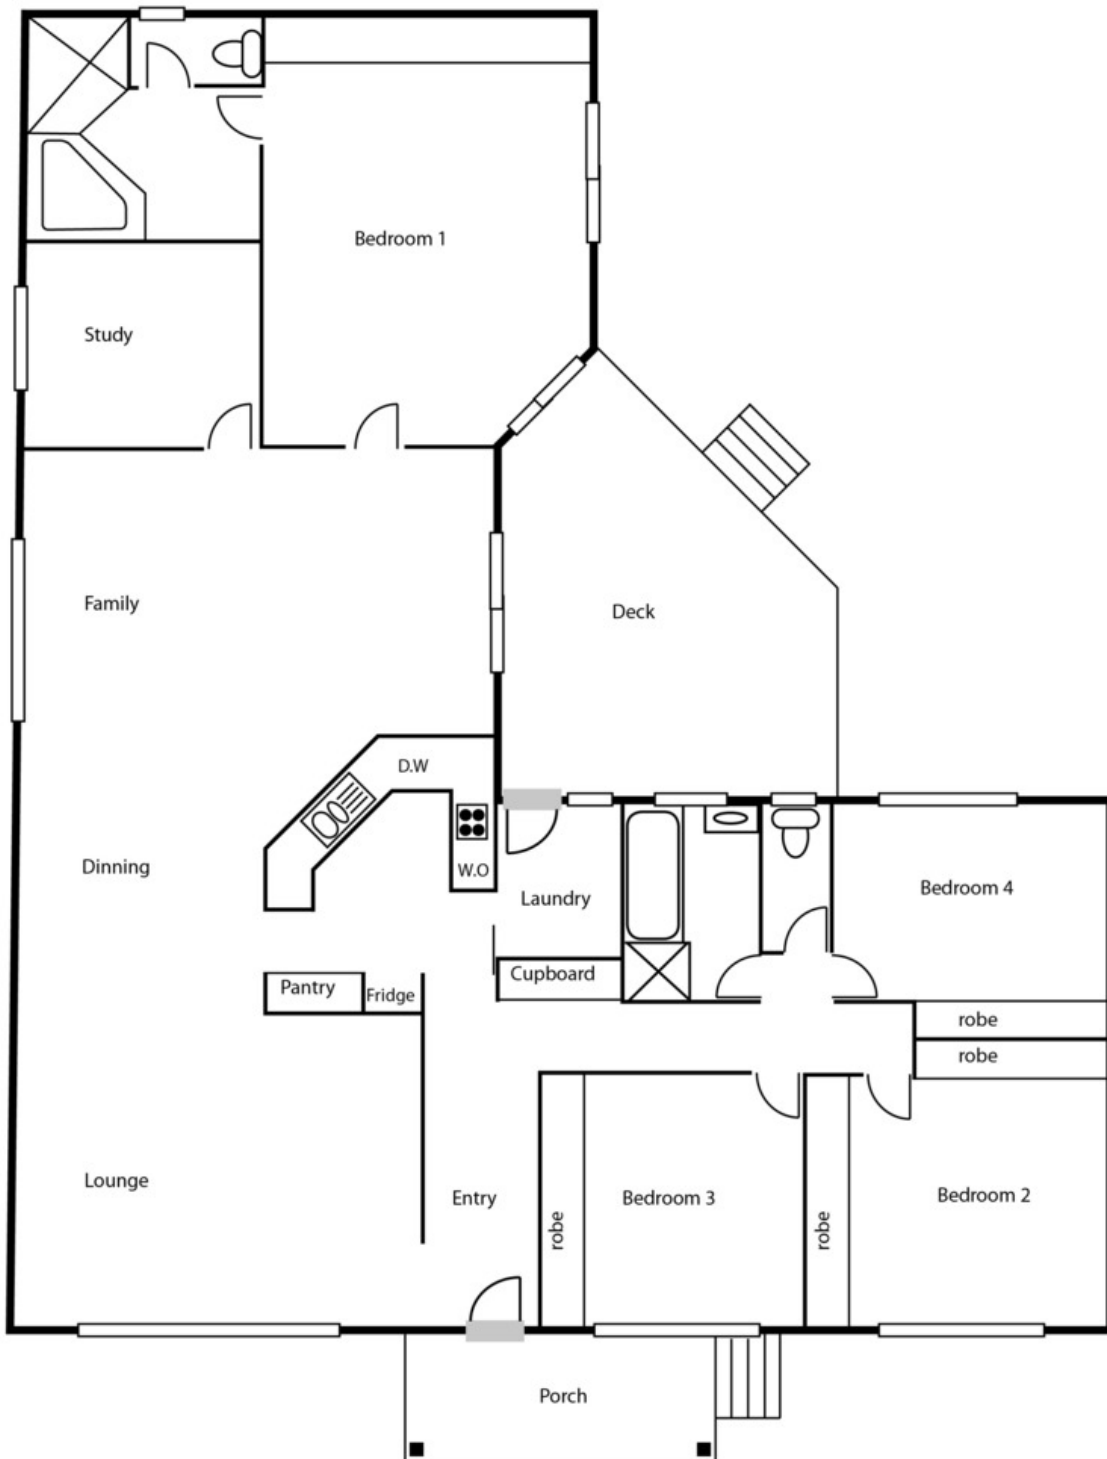 Bedroom 1
Study
Family
Deck
D.W
W.O
Dinning
Laundry
Bedroom 4
Cupboard
Pantry
Fridge
robe
robe
Lounge
Entry
robe
Bedroom 3
robe
Bedroom 2
Porch